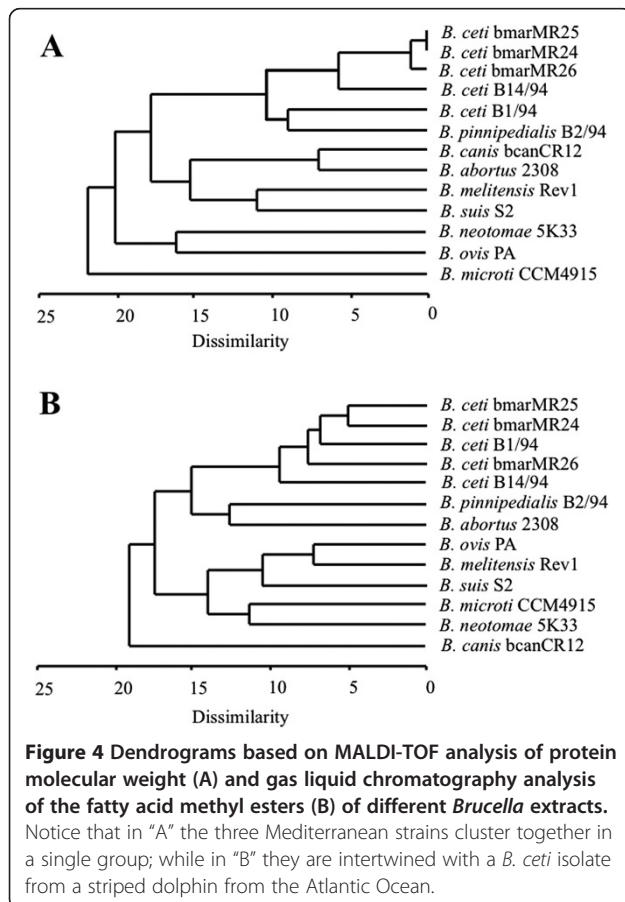 A
B. ceti bmarMR25
B. ceti bmarMR24
B. ceti bmarMR26
B. ceti B14/94
B. ceti B1/94
B. pinnipedialis B2/94
B. canis bcanCR12
B. abortus 2308
B. melitensis Rev1
B. suis S2
B. neotomae 5K33
B. ovis PA
B. microti CCM4915
25 20 15 10 5 0
Dissimilarity
B
B. ceti bmarMR25
B. ceti bmarMR24
B. ceti B1/94
B. ceti bmarMR26
B. ceti B14/94
B. pinnipedialis B2/94
B. abortus 2308
B. ovis PA
B. melitensis Rev1
B. suis S2
B. microti CCM4915
B. neotomae 5K33
B. canis bcanCR12
25 20 15 10 5 0
Dissimilarity
Figure 4 Dendrograms based on MALDI-TOF analysis of protein
molecular weight (A) and gas liquid chromatography analysis
of the fatty acid methyl esters (B) of different Brucella extracts.
Notice that in “A” the three Mediterranean strains cluster together in
a single group; while in “B” they are intertwined with a B. ceti isolate
from a striped dolphin from the Atlantic Ocean.